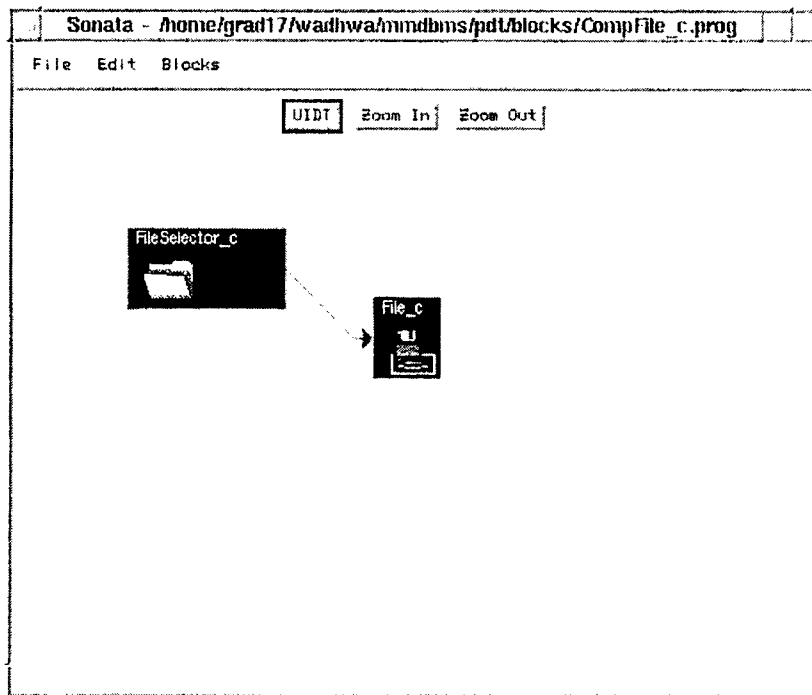 Sonata - /home/grad17/wadhwa/mmdbms/pdt/blocks/CompFile_c.prog
File Edit Blocks
UIDT Zoom In Zoom Out
FileSelector_c
File_c